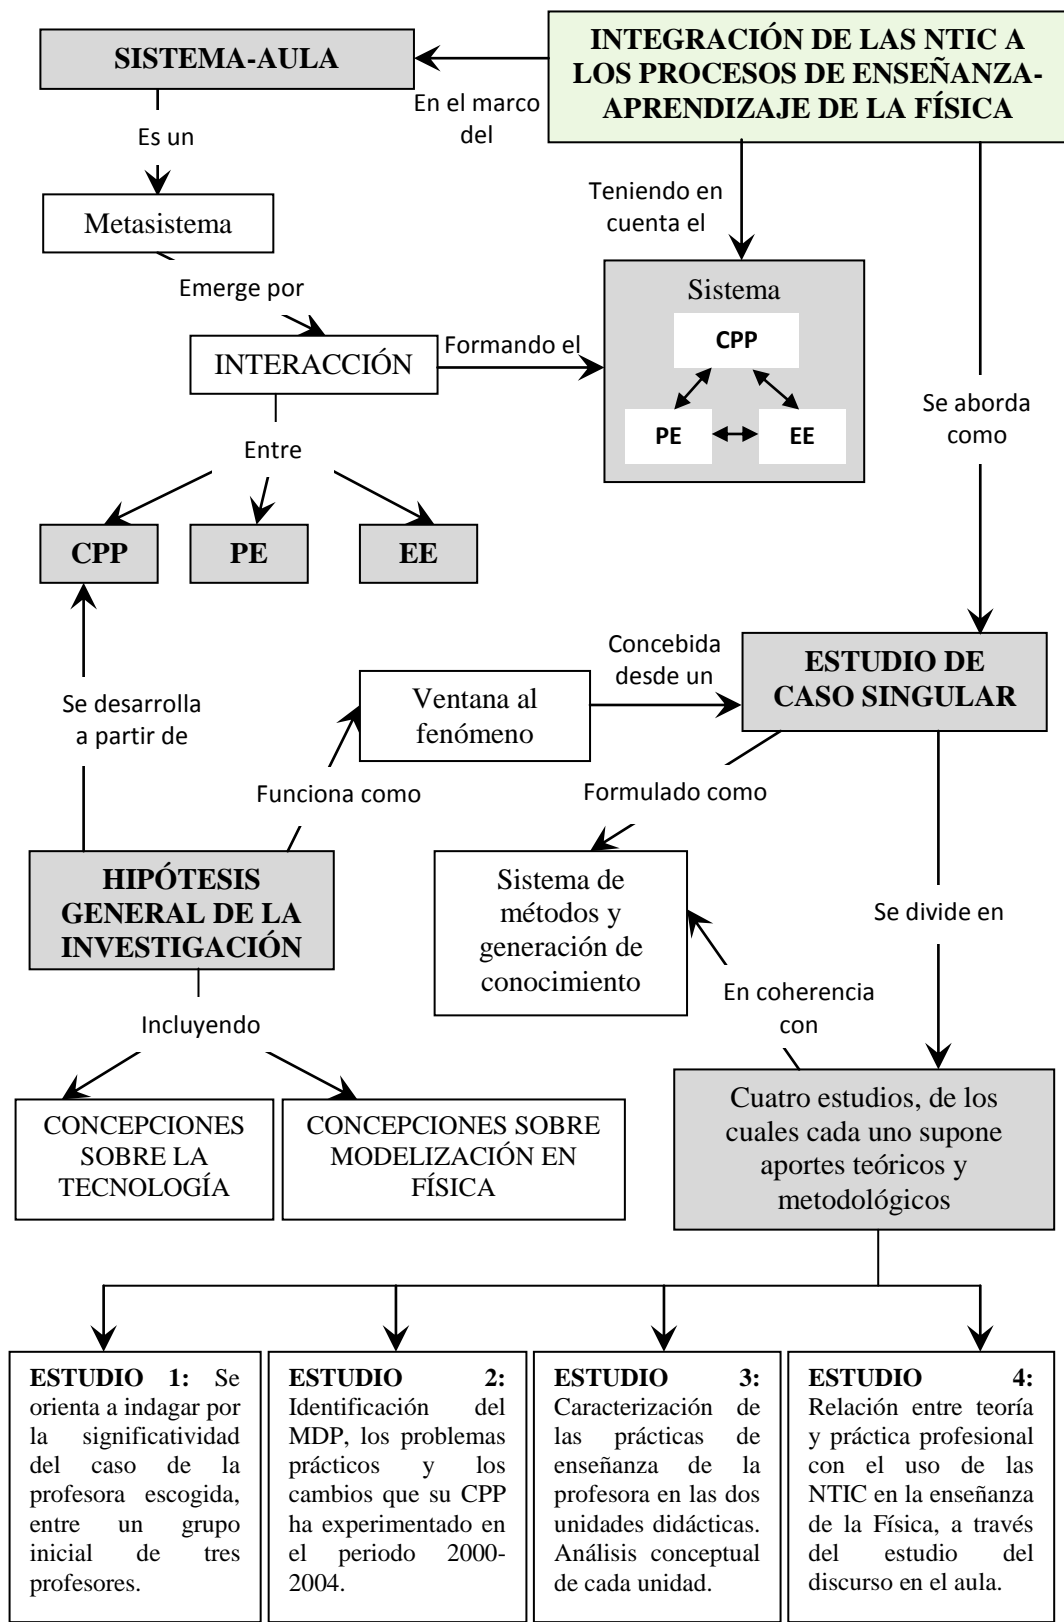 SISTEMA-AULA
INTEGRACIÓN DE LAS NTIC A
LOS PROCESOS DE ENSEÑANZA-
APRENDIZAJE DE LA FÍSICA
En el marco
del
Es un
Metasistema
Teniendo en
cuenta el
Emerge por
Sistema
CPP
PE
EE
INTERACCIÓN
Formando el
Se aborda
como
Entre
CPP
PE
EE
Se desarrolla
a partir de
Ventana al
fenómeno
Concebida
desde un
ESTUDIO DE
CASO SINGULAR
Funciona como
Formulado como
HIPÓTESIS
GENERAL DE LA
INVESTIGACIÓN
Sistema de
métodos y
generación de
conocimiento
Se divide en
En coherencia
con
Incluyendo
CONCEPCIONES
SOBRE LA
TECNOLOGÍA
CONCEPCIONES SOBRE
MODELIZACIÓN EN
FÍSICA
Cuatro estudios, de los
cuales cada uno supone
aportes teóricos y
metodológicos
ESTUDIO 1: Se
orienta a indagar por
la significatividad
del caso de la
profesora escogida,
entre un grupo
inicial de tres
profesores.
ESTUDIO 2:
Identificación del
MDP, los problemas
prácticos y los
cambios que su CPP
ha experimentado en
el periodo 2000-
2004.
ESTUDIO 3:
Caracterización de
las prácticas de
enseñanza de la
profesora en las dos
unidades didácticas.
Análisis conceptual
de cada unidad.
ESTUDIO 4:
Relación entre teoría
y práctica profesional
con el uso de las
NTIC en la enseñanza
de la Física, a través
del estudio del
discurso en el aula.